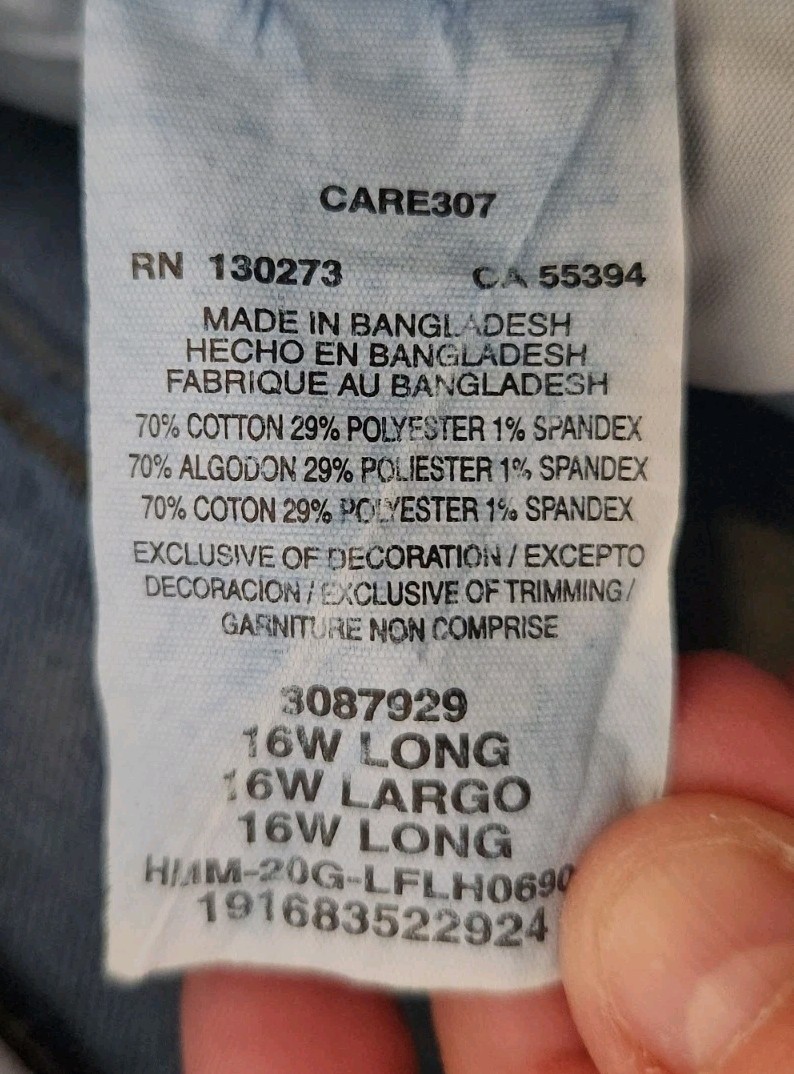 CARE307
RN 130273 CA 55394
MADE IN BANGLADESH
HECHO EN BANGLADESH
FABRIQUE AU BANGLADESH
70% COTTON 29% POLYESTER 1% SPANDEX
70% ALGODON 29% POLIESTER 1% SPANDEX
70% COTON 29% POLYESTER 1% SPANDEX
EXCLUSIVE OF DECORATION / EXCEPTO
DECORACION / EXCLUSIVE OF TRIMMING /
GARNITURE NON COMPRISE
3087929
16W LONG
16W LARGO
16W LONG
191683522924